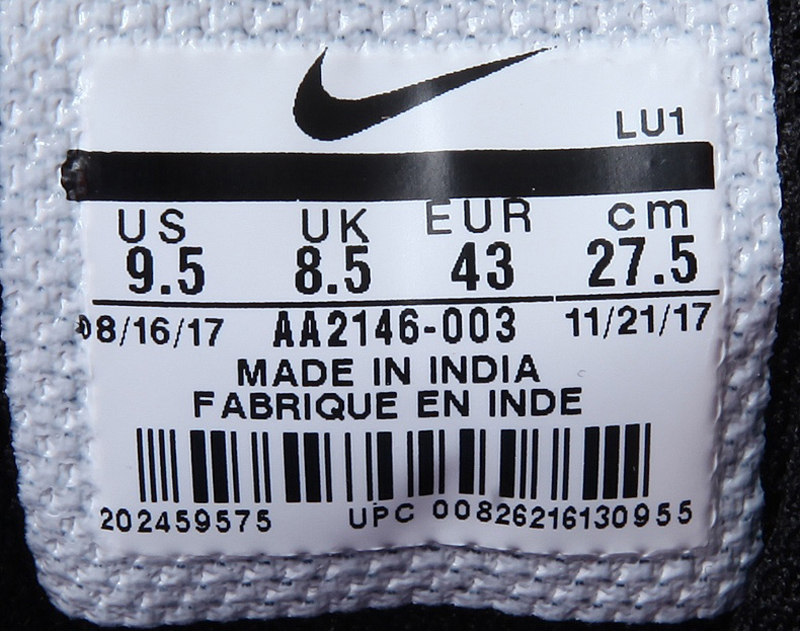 LU1
US UK EUR cm
9.5 8.5 43 27.5
08/16/17 AA2146-003 11/21/17
MADE IN INDIA
FABRIQUE EN INDE
202459575 UPC 00826216130955